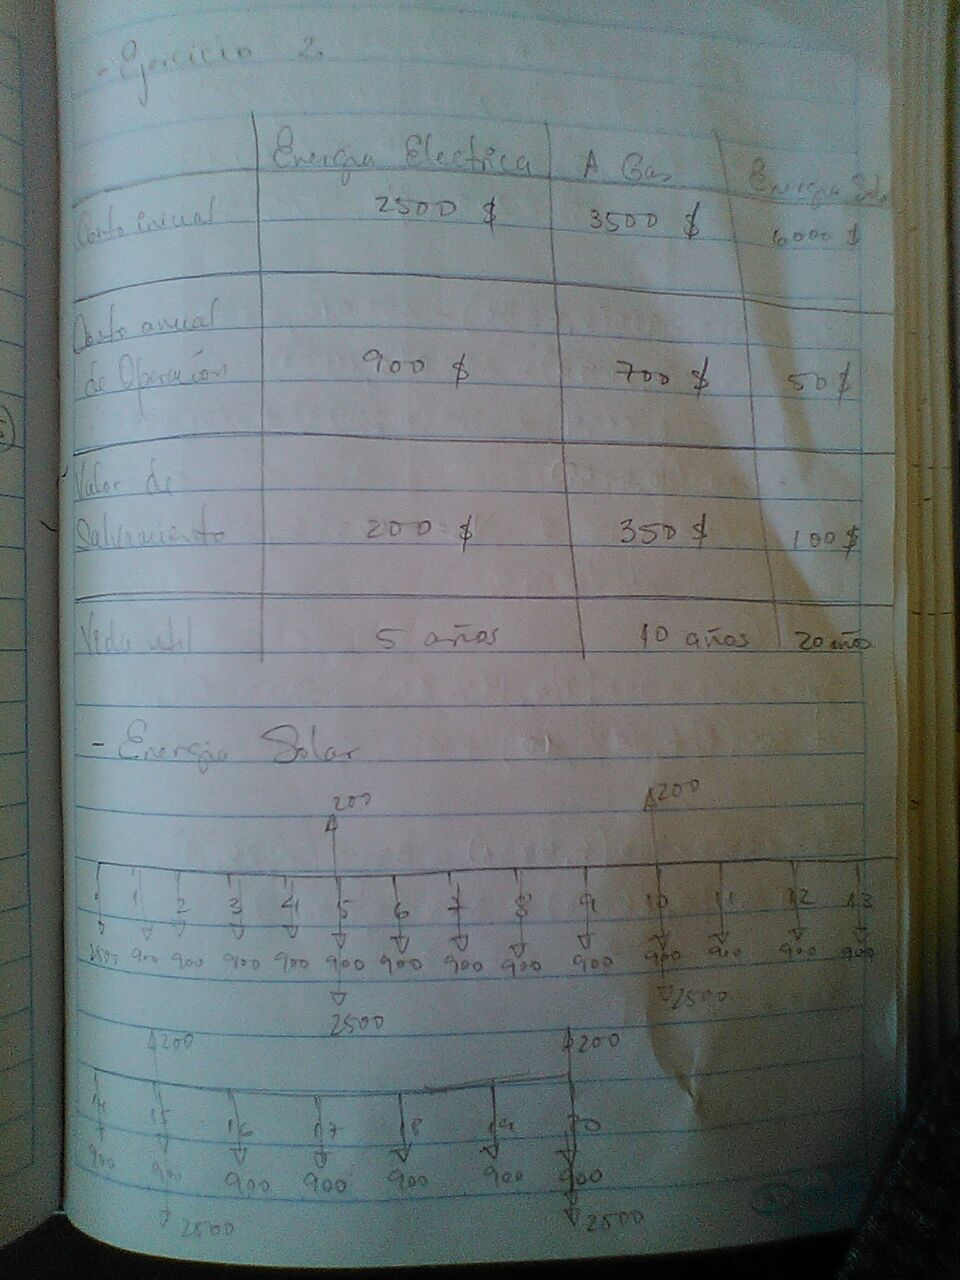 - Ejercicio 2.
Energia Electrica A Gas Energia Solar
Costo inicial 2500 $ 3500 $ 6000 $
Costo anual
de Operación 900 $ 700 $ 50 $
Valor de
Salvamiento 200 $ 350 $ 100 $
Vida util 5 años 10 años 20 años
- Energia Solar
200 200
1 2 3 4 5 6 7 8 9 10 11 12 13
2500 900 900 900 900 900 900 900 900 900 900 900 900 900
2500 2500
200 200
14 15 16 17 18 19 20
900 900 900 900 900 900 900
2500 2500